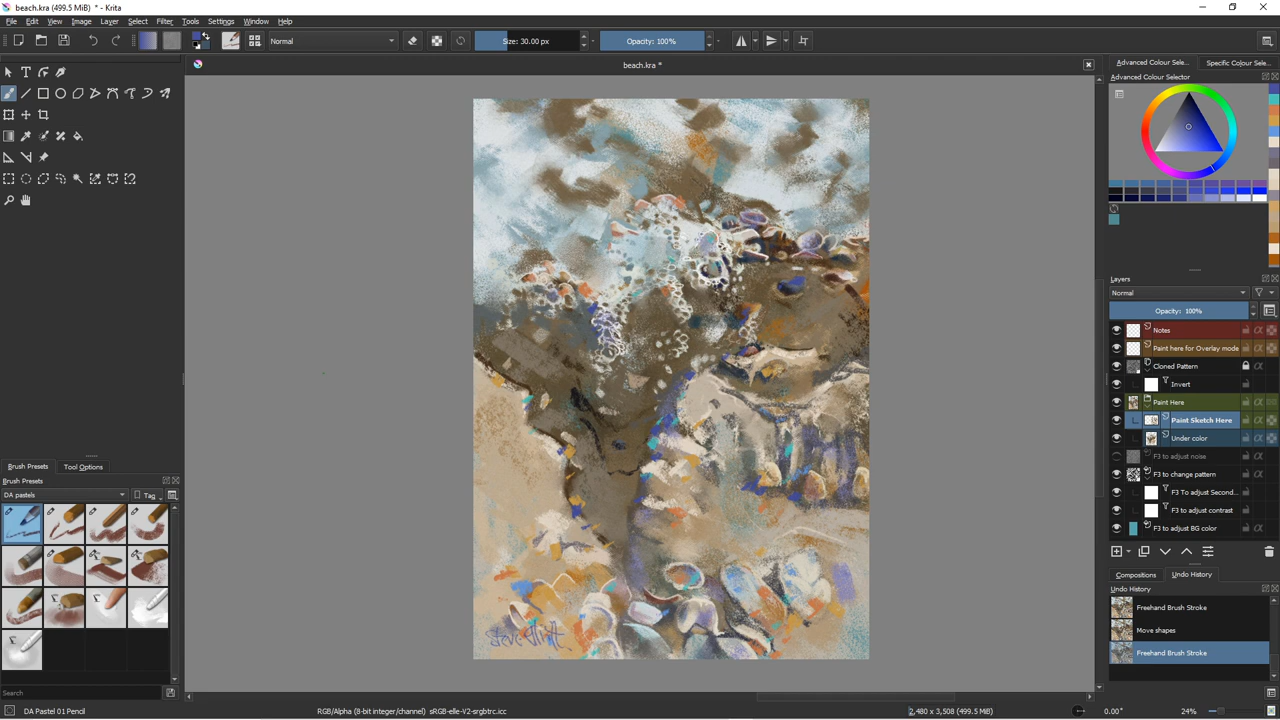 beach.kra (499.5 MiB) * - Krita
File Edit View Image Layer Select Filter Tools Settings Window Help
Normal Size: 30.00 px Opacity: 100%
beach.kra *
Advanced Colour Sele... Specific Colour Sele...
Advanced Colour Selector
Layers
Normal
Opacity: 100%
Notes
Paint here for Overlay mode
Cloned Pattern
Invert
Paint Here
Paint Sketch Here
Under color
F3 to adjust noise
F3 to change pattern
F3 To adjust Second...
F3 to adjust contrast
F3 to adjust BG color
Compositions Undo History
Undo History
Freehand Brush Stroke
Move shapes
Freehand Brush Stroke
Brush Presets Tool Options
Brush Presets
DA pastels Tag
Search
DA Pastel 01 Pencil
steve elliott
RGB/Alpha (8-bit integer/channel) sRGB-elle-V2-srgbtrc.icc
2,480 x 3,508 (499.5 MiB)
0.00°
24%